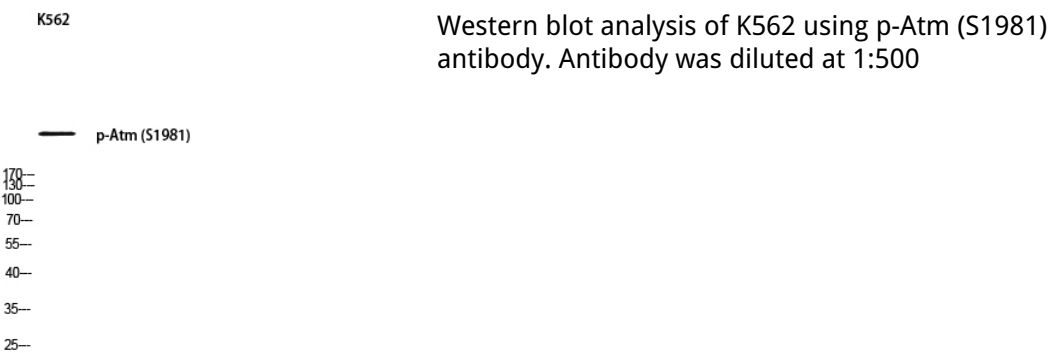 K562
Western blot analysis of K562 using p-Atm (S1981)
antibody. Antibody was diluted at 1:500
p-Atm (S1981)
170--
130--
100--
70--
55--
40--
35--
25--